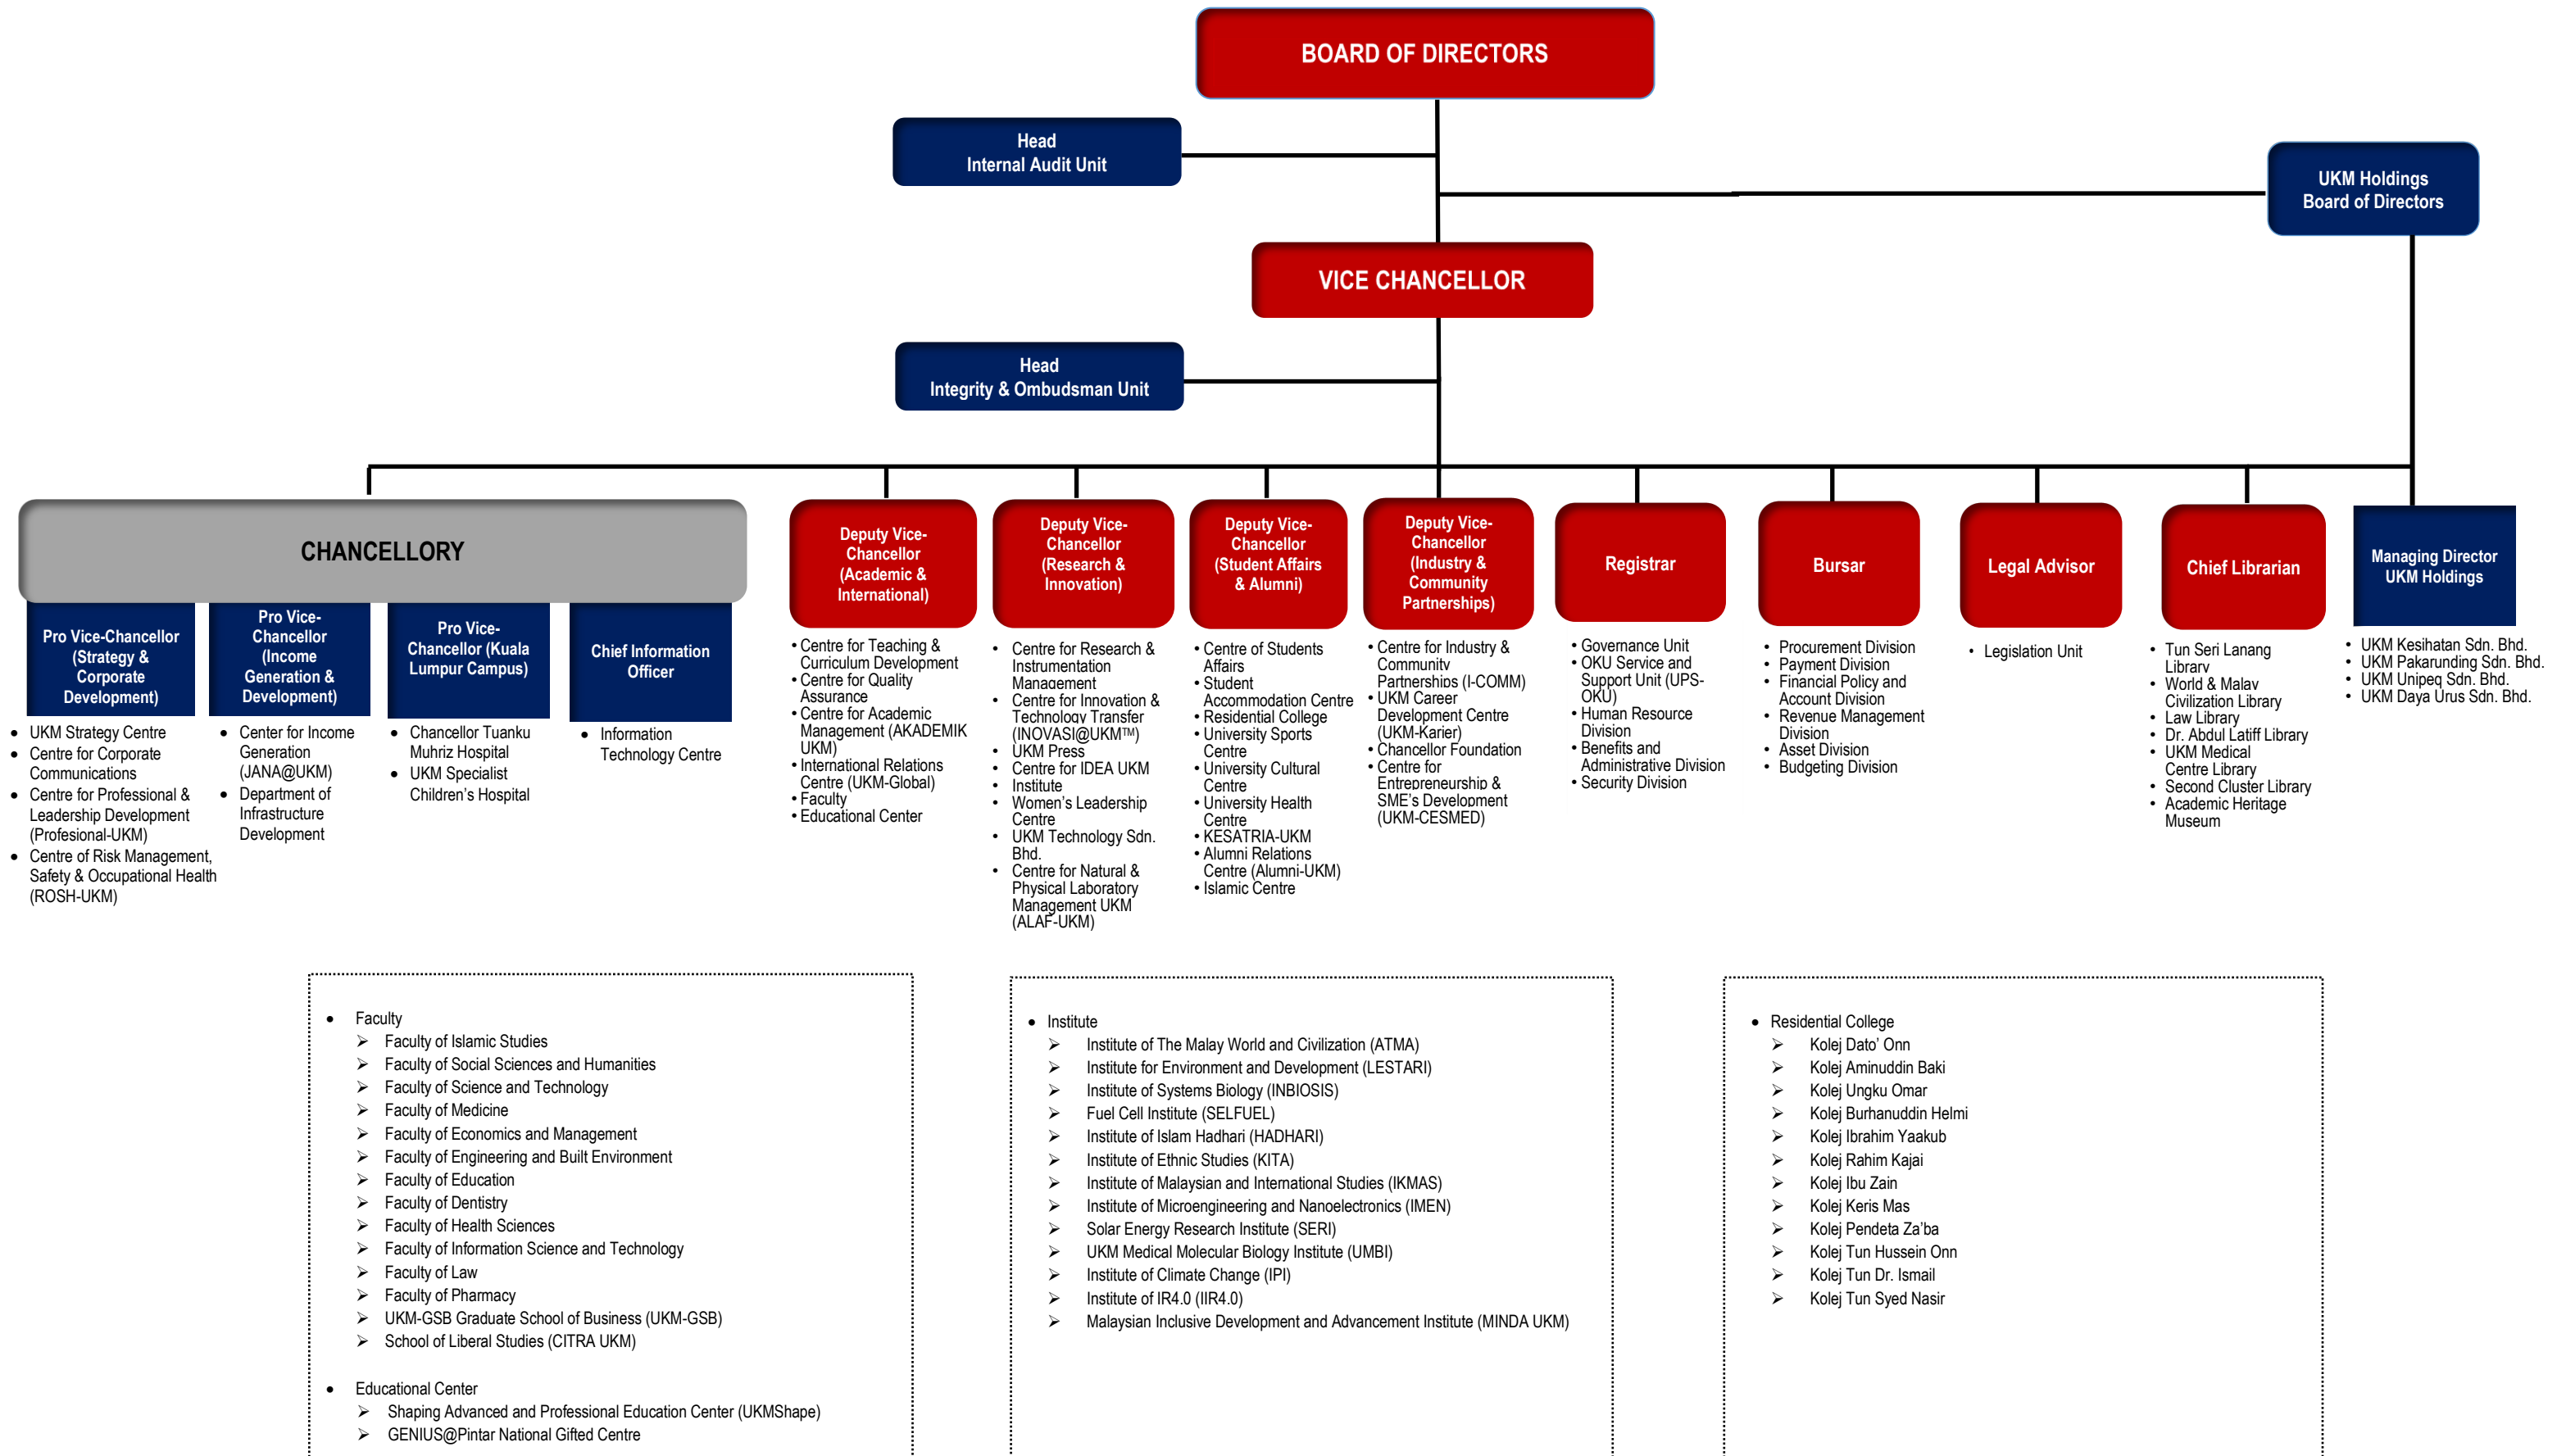 BOARD OF DIRECTORS
Head
Internal Audit Unit
UKM Holdings
Board of Directors
VICE CHANCELLOR
Head
Integrity & Ombudsman Unit
CHANCELLORY
Pro Vice-Chancellor
(Strategy &
Corporate
Development)
• UKM Strategy Centre
• Centre for Corporate
Communications
• Centre for Professional &
Leadership Development
(Profesional-UKM)
• Centre of Risk Management,
Safety & Occupational Health
(ROSH-UKM)
Pro Vice-
Chancellor
(Income
Generation &
Development)
• Center for Income
Generation
(JANA@UKM)
• Department of
Infrastructure
Development
Pro Vice-
Chancellor (Kuala
Lumpur Campus)
• Chancellor Tuanku
Muhriz Hospital
• UKM Specialist
Children's Hospital
Chief Information
Officer
• Information
Technology Centre
Deputy Vice-
Chancellor
(Academic &
International)
• Centre for Teaching &
Curriculum Development
• Centre for Quality
Assurance
• Centre for Academic
Management (AKADEMIK
UKM)
• International Relations
Centre (UKM-Global)
• Faculty
• Educational Center
Deputy Vice-
Chancellor
(Research &
Innovation)
• Centre for Research &
Instrumentation
Management
• Centre for Innovation &
Technology Transfer
(INOVASI@UKM™)
• UKM Press
• Centre for IDEA UKM
• Institute
• Women's Leadership
Centre
• UKM Technology Sdn.
Bhd.
• Centre for Natural &
Physical Laboratory
Management UKM
(ALAF-UKM)
Deputy Vice-
Chancellor
(Student Affairs
& Alumni)
• Centre of Students
Affairs
• Student
Accommodation Centre
• Residential College
• University Sports
Centre
• University Cultural
Centre
• University Health
Centre
• KESATRIA-UKM
• Alumni Relations
Centre (Alumni-UKM)
• Islamic Centre
Deputy Vice-
Chancellor
(Industry &
Community
Partnerships)
• Centre for Industry &
Community
Partnerships (I-COMM)
• UKM Career
Development Centre
(UKM-Karier)
• Chancellor Foundation
• Centre for
Entrepreneurship &
SME's Development
(UKM-CESMED)
Registrar
• Governance Unit
• OKU Service and
Support Unit (UPS-
OKU)
• Human Resource
Division
• Benefits and
Administrative Division
• Security Division
Bursar
• Procurement Division
• Payment Division
• Financial Policy and
Account Division
• Revenue Management
Division
• Asset Division
• Budgeting Division
Legal Advisor
• Legislation Unit
Chief Librarian
• Tun Seri Lanang
Library
• World & Malay
Civilization Library
• Law Library
• Dr. Abdul Latiff Library
• UKM Medical
Centre Library
• Second Cluster Library
• Academic Heritage
Museum
Managing Director
UKM Holdings
• UKM Kesihatan Sdn. Bhd.
• UKM Pakarunding Sdn. Bhd.
• UKM Unipeq Sdn. Bhd.
• UKM Daya Urus Sdn. Bhd.
• Faculty
➢ Faculty of Islamic Studies
➢ Faculty of Social Sciences and Humanities
➢ Faculty of Science and Technology
➢ Faculty of Medicine
➢ Faculty of Economics and Management
➢ Faculty of Engineering and Built Environment
➢ Faculty of Education
➢ Faculty of Dentistry
➢ Faculty of Health Sciences
➢ Faculty of Information Science and Technology
➢ Faculty of Law
➢ Faculty of Pharmacy
➢ UKM-GSB Graduate School of Business (UKM-GSB)
➢ School of Liberal Studies (CITRA UKM)
• Educational Center
➢ Shaping Advanced and Professional Education Center (UKMShape)
➢ GENIUS@Pintar National Gifted Centre
• Institute
➢ Institute of The Malay World and Civilization (ATMA)
➢ Institute for Environment and Development (LESTARI)
➢ Institute of Systems Biology (INBIOSIS)
➢ Fuel Cell Institute (SELFUEL)
➢ Institute of Islam Hadhari (HADHARI)
➢ Institute of Ethnic Studies (KITA)
➢ Institute of Malaysian and International Studies (IKMAS)
➢ Institute of Microengineering and Nanoelectronics (IMEN)
➢ Solar Energy Research Institute (SERI)
➢ UKM Medical Molecular Biology Institute (UMBI)
➢ Institute of Climate Change (IPI)
➢ Institute of IR4.0 (IIR4.0)
➢ Malaysian Inclusive Development and Advancement Institute (MINDA UKM)
• Residential College
➢ Kolej Dato' Onn
➢ Kolej Aminuddin Baki
➢ Kolej Ungku Omar
➢ Kolej Burhanuddin Helmi
➢ Kolej Ibrahim Yaakub
➢ Kolej Rahim Kajai
➢ Kolej Ibu Zain
➢ Kolej Keris Mas
➢ Kolej Pendeta Za'ba
➢ Kolej Tun Hussein Onn
➢ Kolej Tun Dr. Ismail
➢ Kolej Tun Syed Nasir